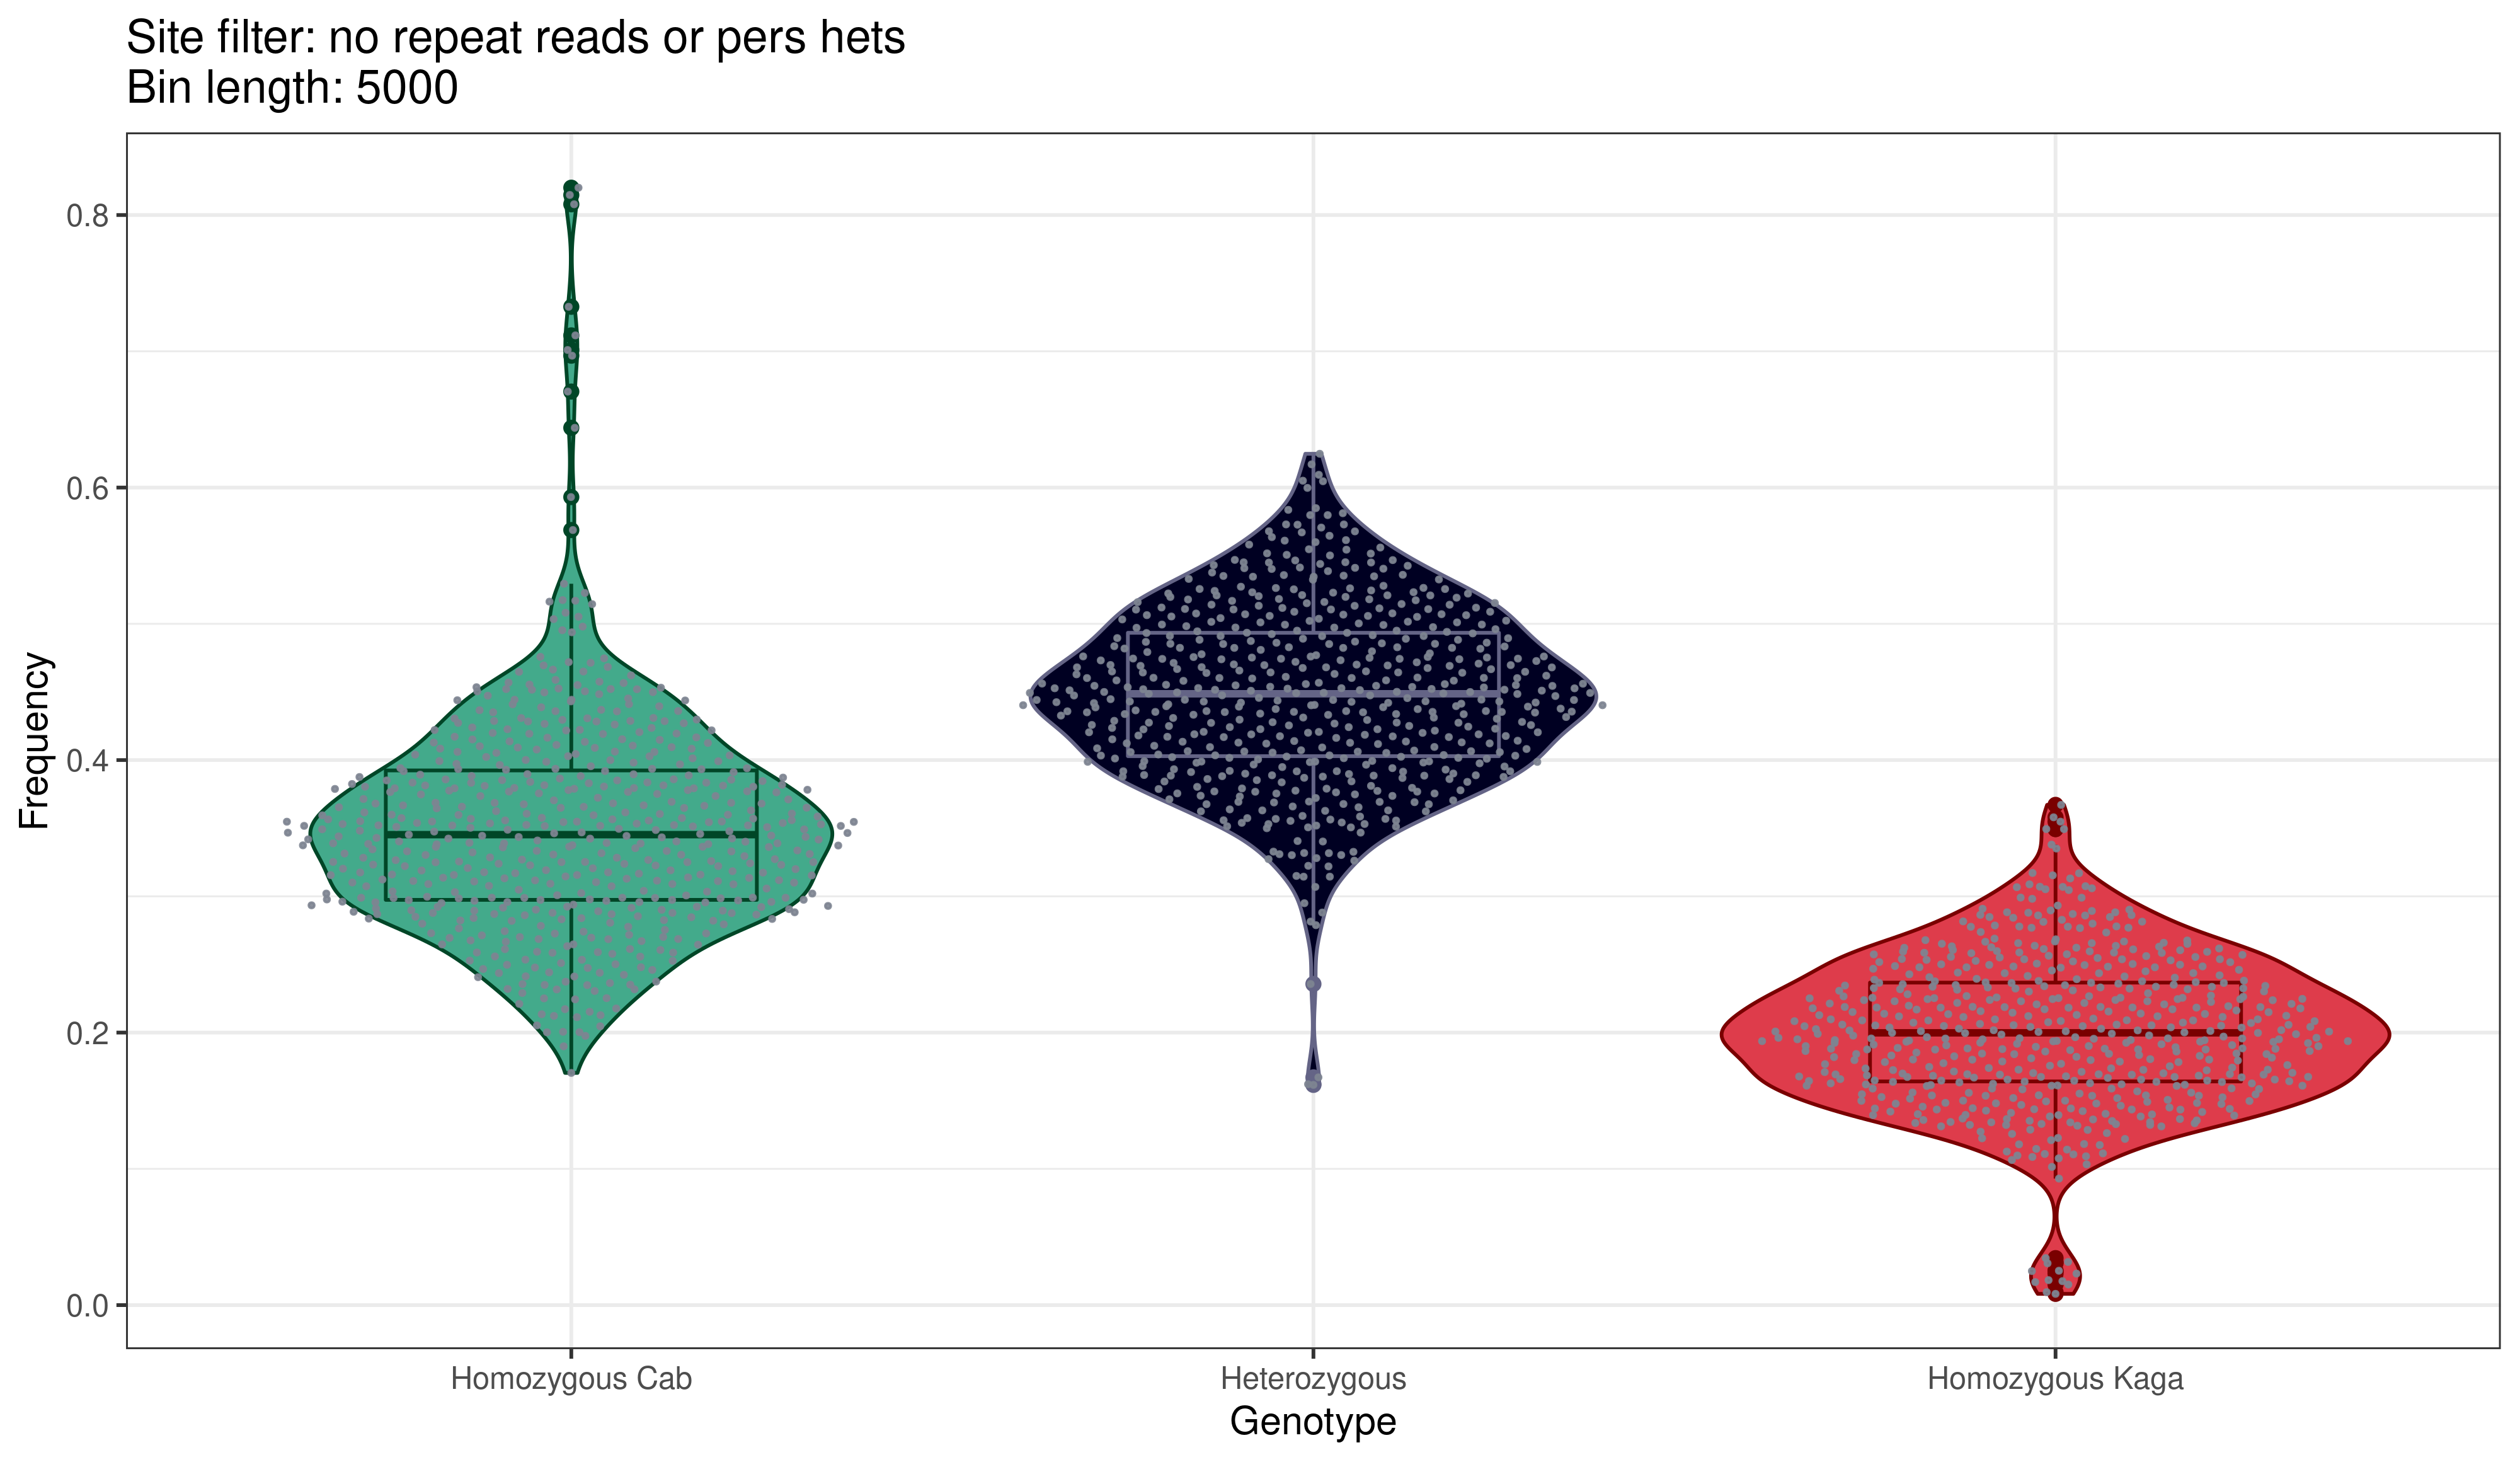 Site filter: no repeat reads or pers hets
Bin length: 5000
0.8
0.6
0.4
0.2
0.0
Frequency
Homozygous Cab
Heterozygous
Homozygous Kaga
Genotype